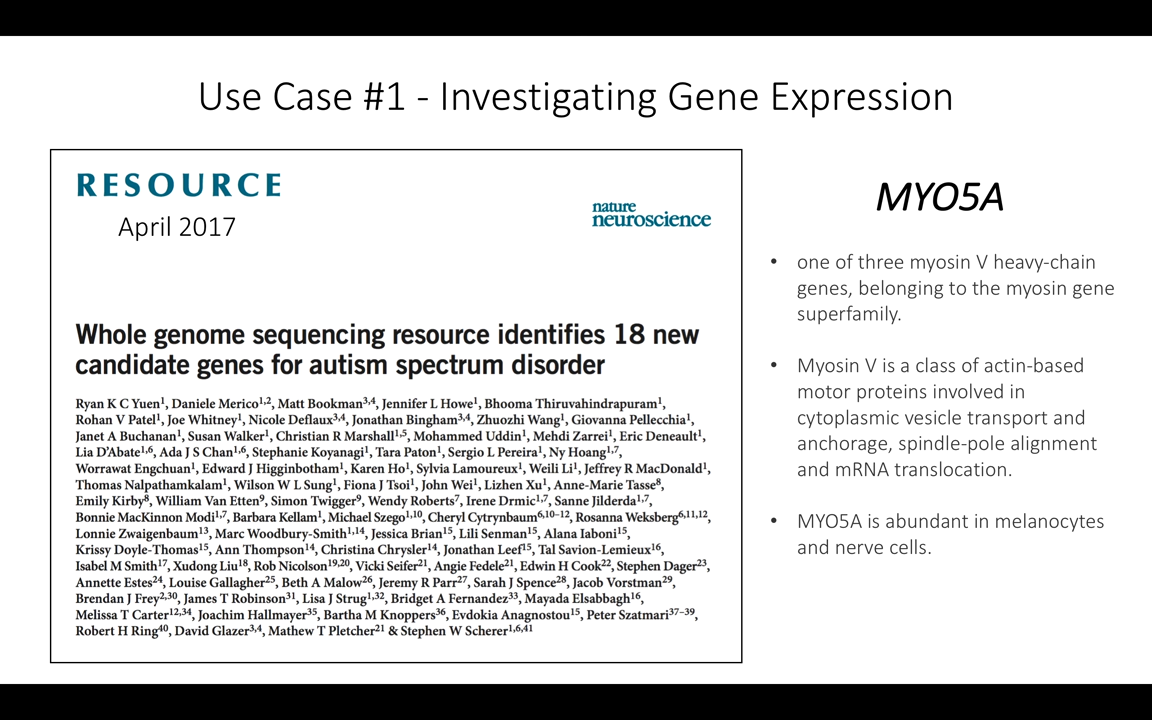 Use Case #1 - Investigating Gene Expression
RESOURCE
April 2017
nature
neuroscience
Whole genome sequencing resource identifies 18 new
candidate genes for autism spectrum disorder
Ryan K C Yuen1, Daniele Merico1,2, Matt Bookman3,4, Jennifer L Howe1, Bhooma Thiruvahindrapuram1,
Rohan V Patel1, Joe Whitney1, Nicole Deflaux3,4, Jonathan Bingham3,4, Zhuozhi Wang1, Giovanna Pellecchia1,
Janet A Buchanan1, Susan Walker1, Christian R Marshall1,5, Mohammed Uddin1, Mehdi Zarrei1, Eric Deneault1,
Lia D'Abate1,6, Ada J S Chan1,6, Stephanie Koyanagi1, Tara Paton1, Sergio L Pereira1, Ny Hoang1,7,
Worrawat Engchuan1, Edward J Higginbotham1, Karen Ho1, Sylvia Lamoureux1, Weili Li1, Jeffrey R MacDonald1,
Thomas Nalpathamkalam1, Wilson W L Sung1, Fiona J Tsoi1, John Wei1, Lizhen Xu1, Anne-Marie Tasse8,
Emily Kirby8, William Van Etten9, Simon Twigger9, Wendy Roberts7, Irene Drmic1,7, Sanne Jilderda1,7,
Bonnie MacKinnon Modi1,7, Barbara Kellam1, Michael Szego1,10, Cheryl Cytrynbaum6,10–12, Rosanna Weksberg6,11,12,
Lonnie Zwaigenbaum13, Marc Woodbury-Smith1,14, Jessica Brian15, Lili Senman15, Alana Iaboni15,
Krissy Doyle-Thomas15, Ann Thompson14, Christina Chrysler14, Jonathan Leef15, Tal Savion-Lemieux16,
Isabel M Smith17, Xudong Liu18, Rob Nicolson19,20, Vicki Seifer21, Angie Fedele21, Edwin H Cook22, Stephen Dager23,
Annette Estes24, Louise Gallagher25, Beth A Malow26, Jeremy R Parr27, Sarah J Spence28, Jacob Vorstman29,
Brendan J Frey2,30, James T Robinson31, Lisa J Strug1,32, Bridget A Fernandez33, Mayada Elsabbagh16,
Melissa T Carter12,34, Joachim Hallmayer35, Bartha M Knoppers36, Evdokia Anagnostou15, Peter Szatmari37–39,
Robert H Ring40, David Glazer3,4, Mathew T Pletcher21 & Stephen W Scherer1,6,41
MYO5A
• one of three myosin V heavy-chain
genes, belonging to the myosin gene
superfamily.
• Myosin V is a class of actin-based
motor proteins involved in
cytoplasmic vesicle transport and
anchorage, spindle-pole alignment
and mRNA translocation.
• MYO5A is abundant in melanocytes
and nerve cells.